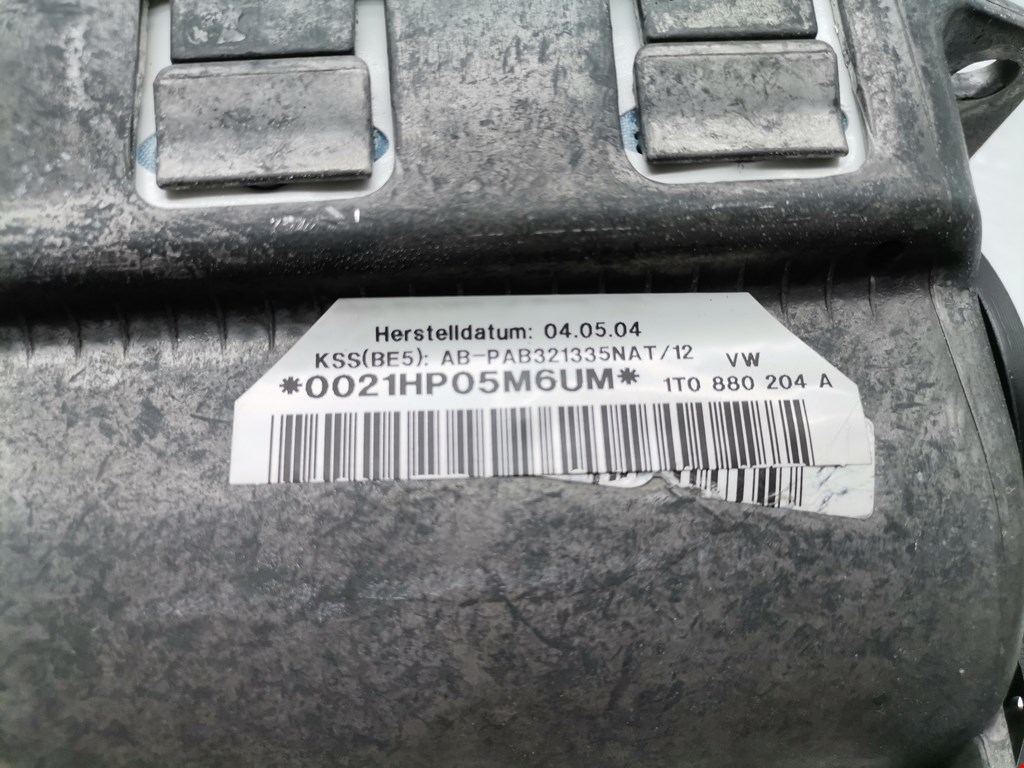 Herstelldatum: 04.05.04
KSS(BE5): AB-PAB321335NAT/12 VW
*0021HP05M6UM* 1T0 880 204 A